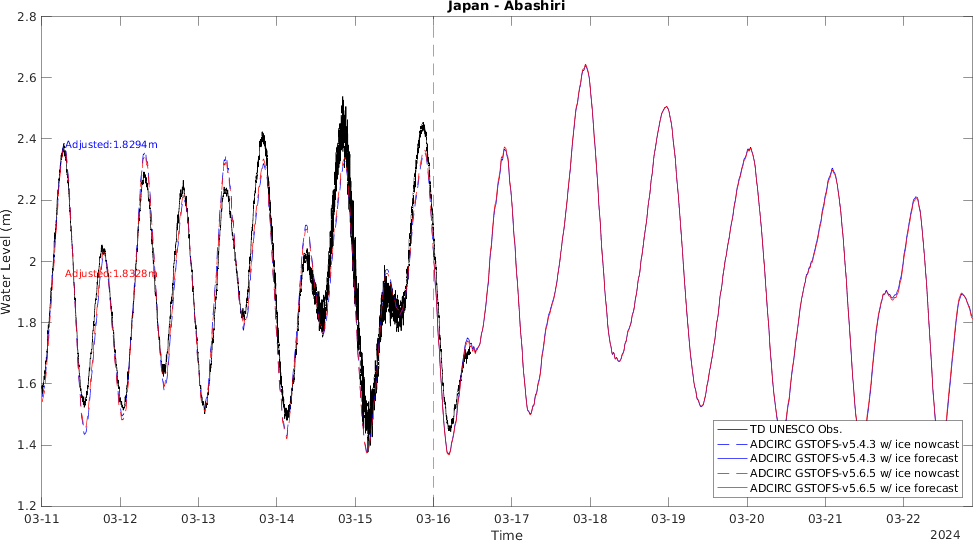 Japan - Abashiri
2.8
2.6
2.4
2.2
2
1.8
1.6
1.4
1.2
Water Level (m)
Adjusted:1.8294m
Adjusted:1.8328m
TD UNESCO Obs.
ADCIRC GSTOFS-v5.4.3 w/ ice nowcast
ADCIRC GSTOFS-v5.4.3 w/ ice forecast
ADCIRC GSTOFS-v5.6.5 w/ ice nowcast
ADCIRC GSTOFS-v5.6.5 w/ ice forecast
03-11 03-12 03-13 03-14 03-15 03-16 03-17 03-18 03-19 03-20 03-21 03-22
Time
2024